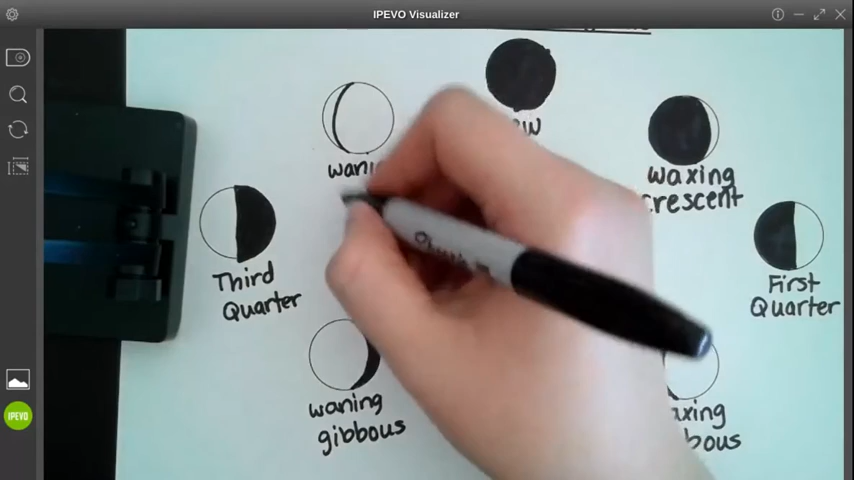 IPEVO Visualizer
waxing
crescent
Third
Quarter
First
Quarter
waning
gibbous
IPEVO